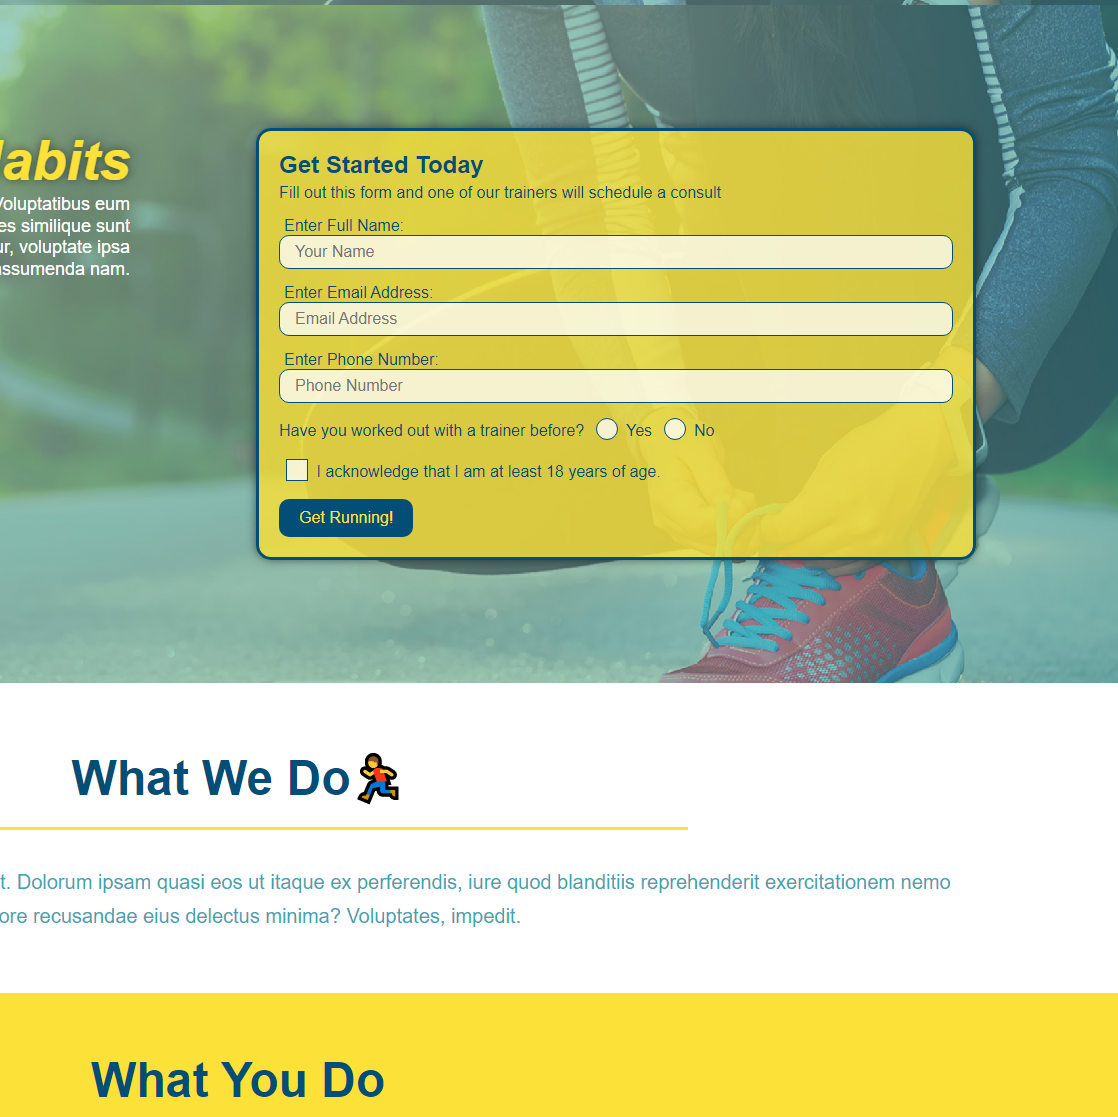 abits
Voluptatibus eum
es similique sunt
ur, voluptate ipsa
assumenda nam.
Get Started Today
Fill out this form and one of our trainers will schedule a consult
Enter Full Name:
Your Name
Enter Email Address:
Email Address
Enter Phone Number:
Phone Number
Have you worked out with a trainer before? Yes No
I acknowledge that I am at least 18 years of age.
Get Running!
What We Do🏃
t. Dolorum ipsam quasi eos ut itaque ex perferendis, iure quod blanditiis reprehenderit exercitationem nemo
ore recusandae eius delectus minima? Voluptates, impedit.
What You Do